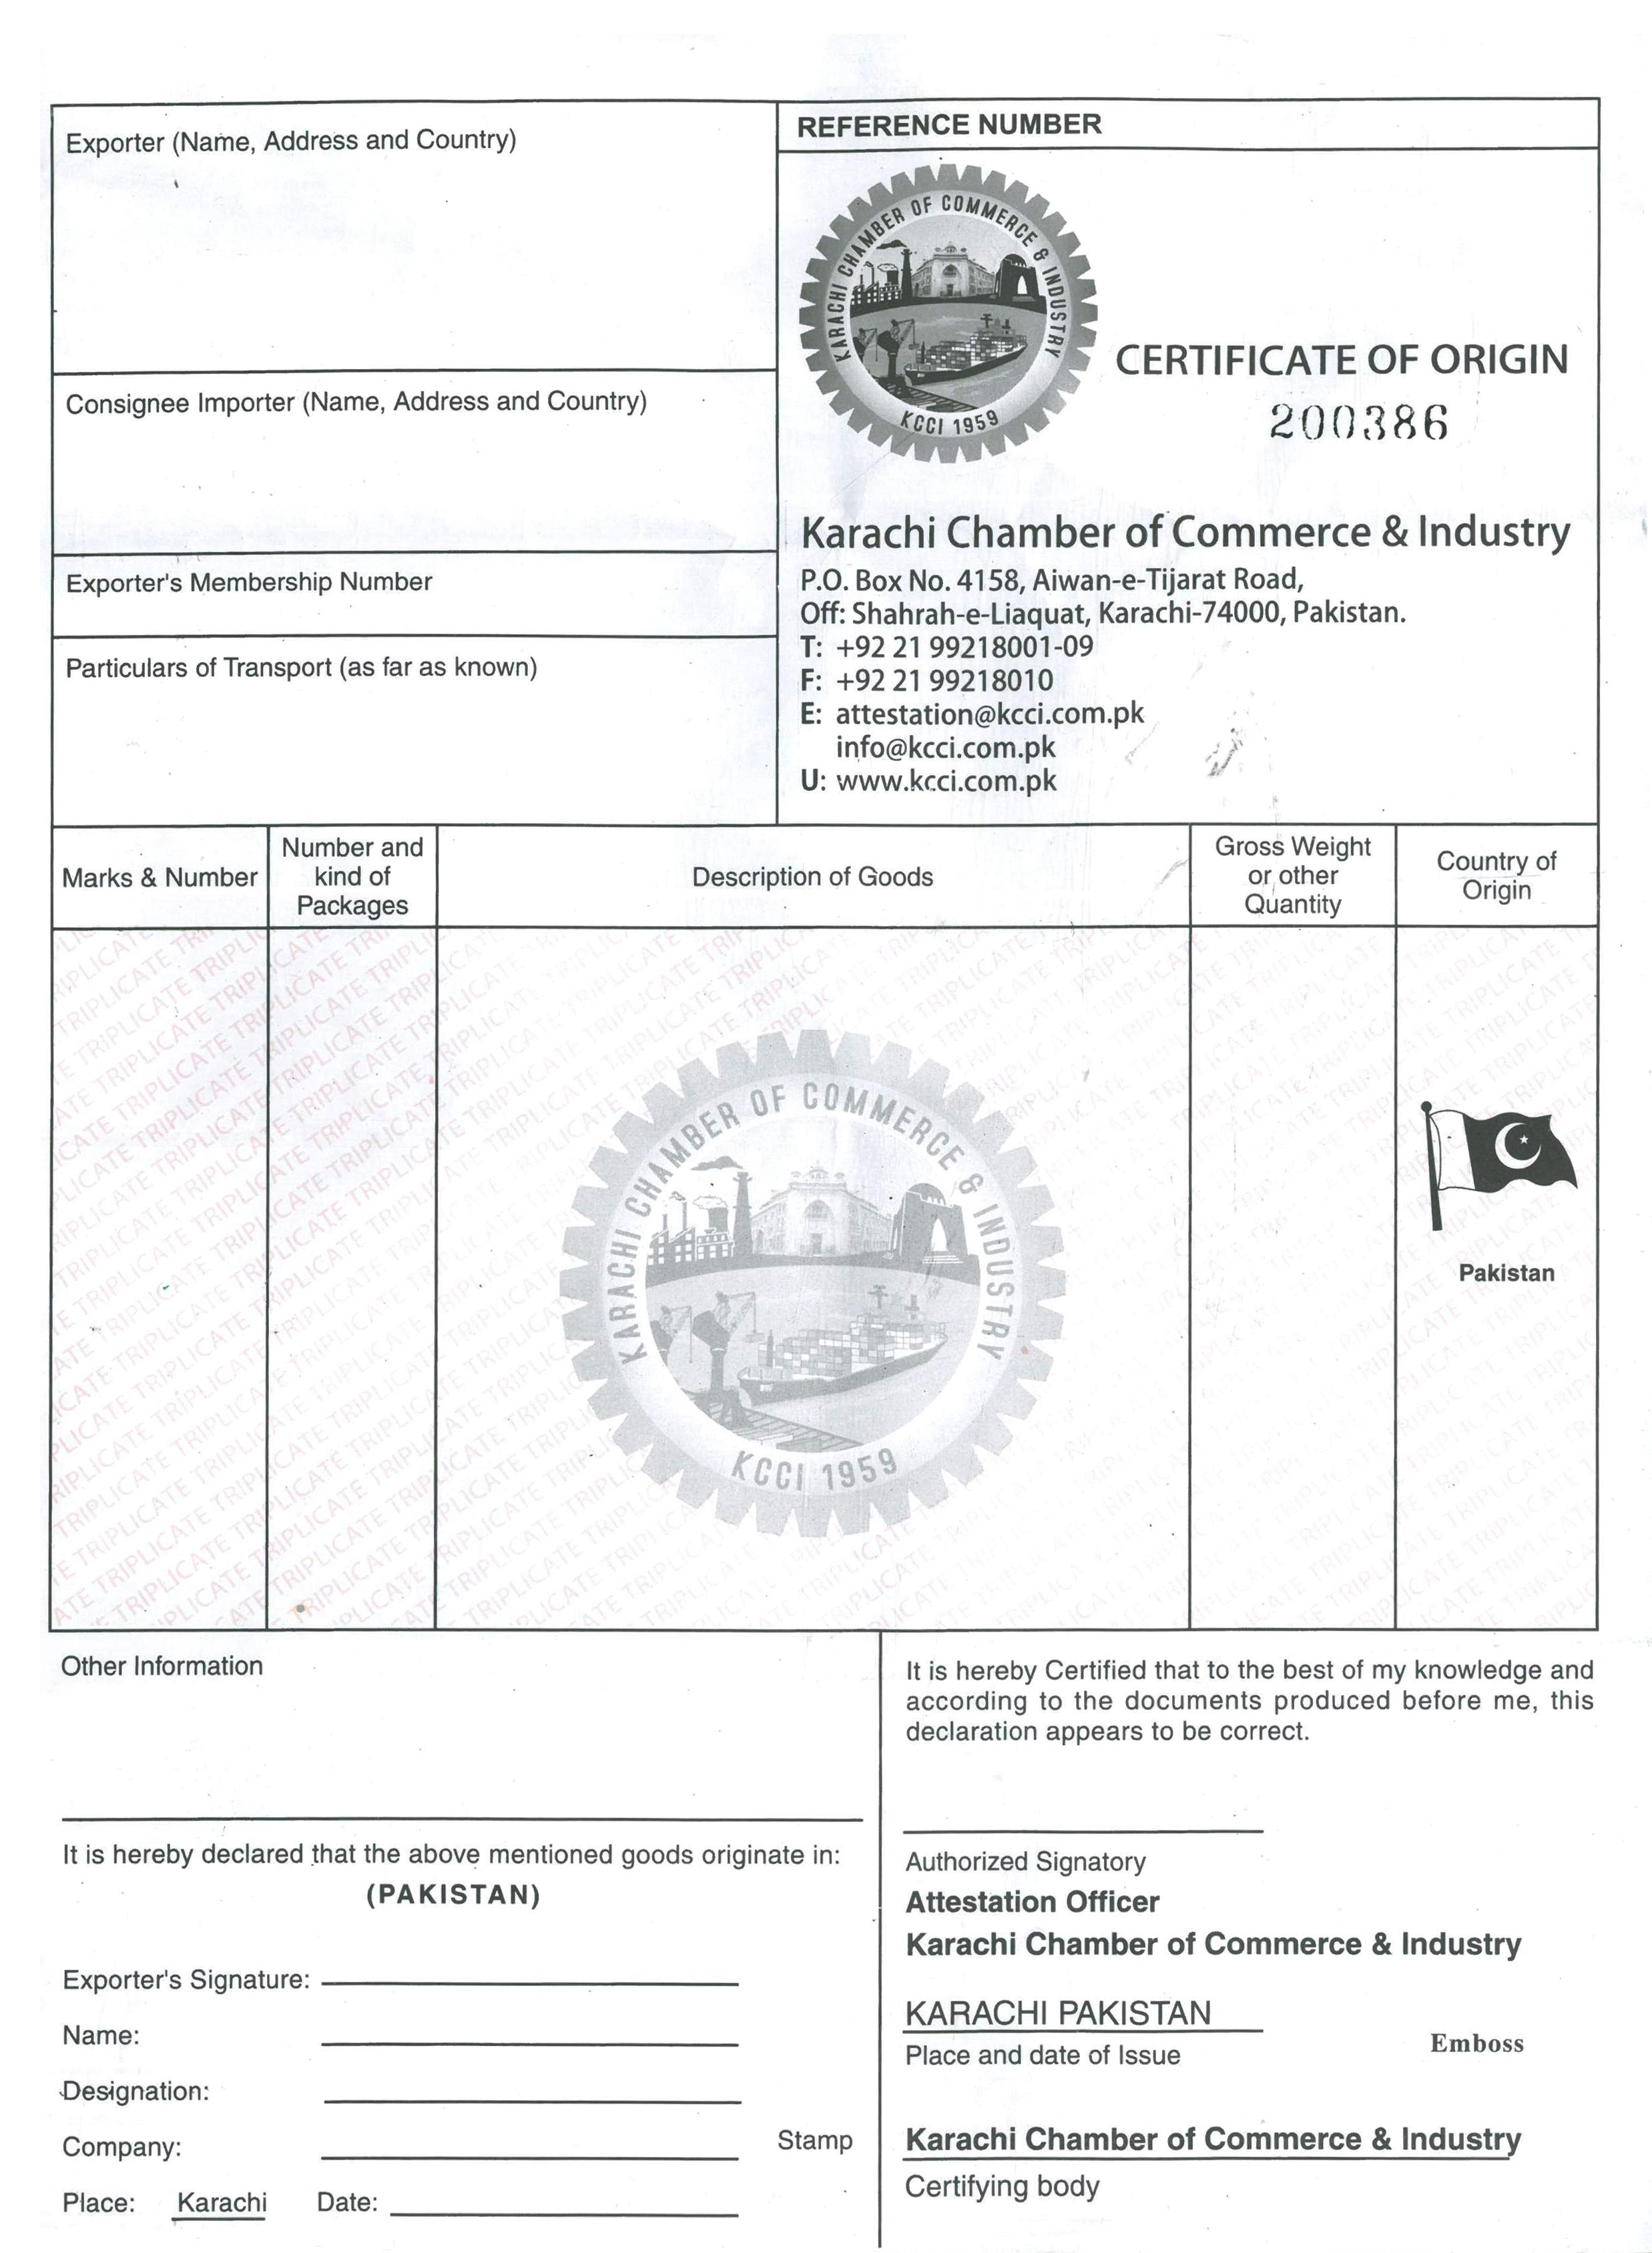 Exporter (Name, Address and Country)
REFERENCE NUMBER
KARACHI CHAMBER OF COMMERCE & INDUSTRY
KCCI 1959
CERTIFICATE OF ORIGIN
200386
Consignee Importer (Name, Address and Country)
Exporter's Membership Number
Particulars of Transport (as far as known)
Karachi Chamber of Commerce & Industry
P.O. Box No. 4158, Aiwan-e-Tijarat Road,
Off: Shahrah-e-Liaquat, Karachi-74000, Pakistan.
T: +92 21 99218001-09
F: +92 21 99218010
E: attestation@kcci.com.pk
info@kcci.com.pk
U: www.kcci.com.pk
Marks & Number
Number and
kind of
Packages
Description of Goods
Gross Weight
or other
Quantity
Country of
Origin
TRIPLICATE TRIPLICATE TRIPLICATE
KARACHI CHAMBER OF COMMERCE & INDUSTRY
KCCI 1959
Pakistan
Other Information
It is hereby declared that the above mentioned goods originate in:
(PAKISTAN)
Exporter's Signature:
Name:
Designation:
Company:
Stamp
Place: Karachi Date:
It is hereby Certified that to the best of my knowledge and
according to the documents produced before me, this
declaration appears to be correct.
Authorized Signatory
Attestation Officer
Karachi Chamber of Commerce & Industry
KARACHI PAKISTAN
Place and date of Issue
Emboss
Karachi Chamber of Commerce & Industry
Certifying body